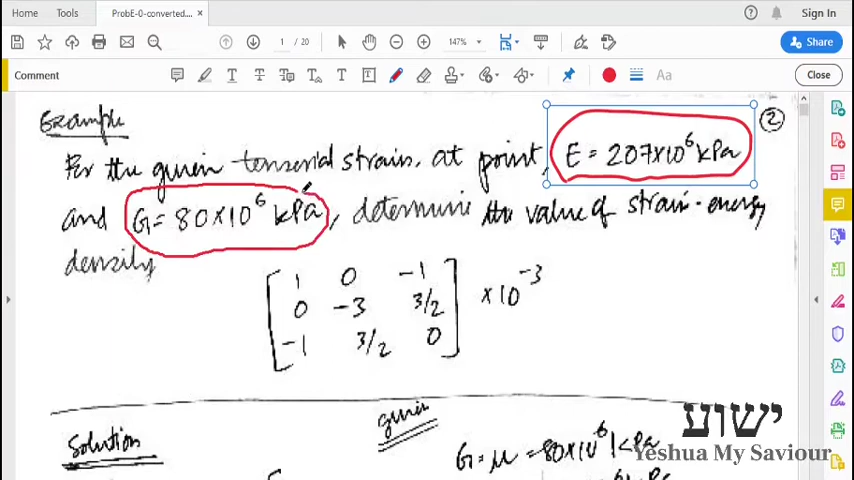 ProbE-0-converted.... ×
Home Tools
Sign In
1 / 20
147%
Share
Comment
T T T T T
Aa
Close
Example
②
For the given tensorial strain. at point, E = 207×10⁶ kPa
and G = 80×10⁶ kPa, determine the value of strain-energy
density
1 0 -1
0 -3 3/2 ×10⁻³
-1 3/2 0
given
Solution
G = μ = 80×10⁶ kPa
ישוע
Yeshua My Saviour